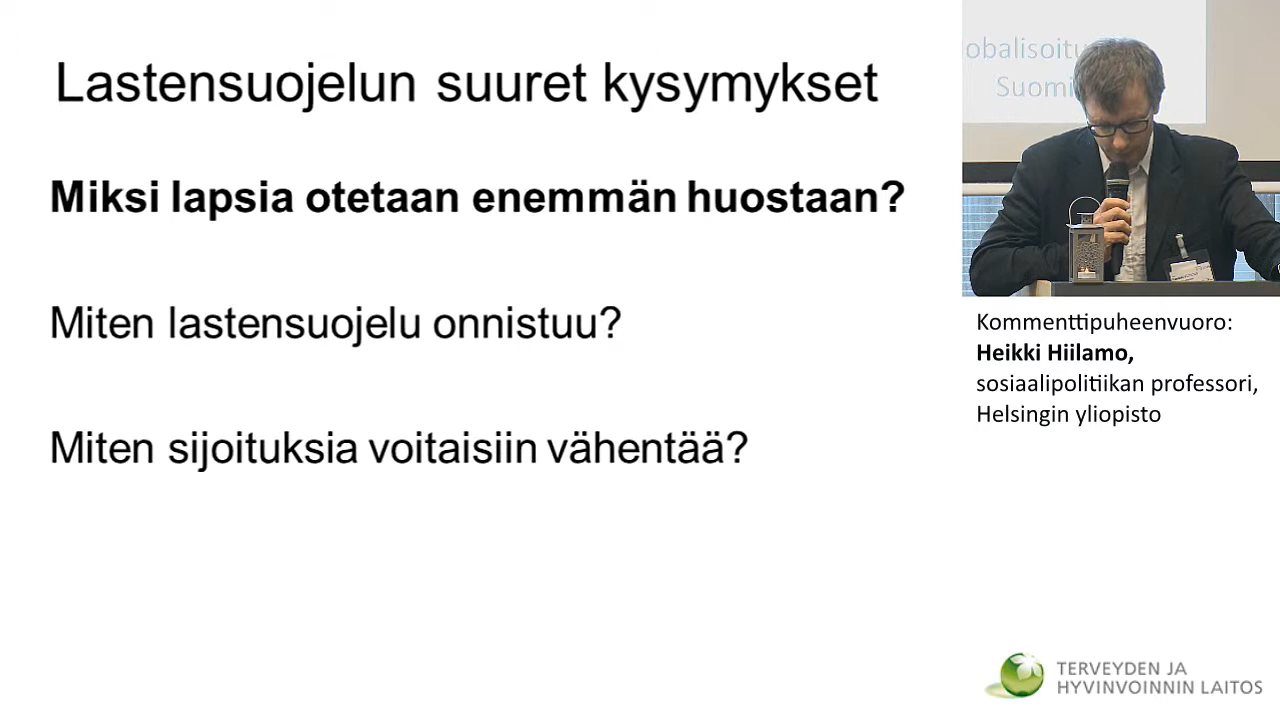 Lastensuojelun suuret kysymykset
Miksi lapsia otetaan enemmän huostaan?
Miten lastensuojelu onnistuu?
Miten sijoituksia voitaisiin vähentää?
Suomi
Kommenttipuheenvuoro:
Heikki Hiilamo,
sosiaalipolitiikan professori,
Helsingin yliopisto
TERVEYDEN JA
HYVINVOINNIN LAITOS